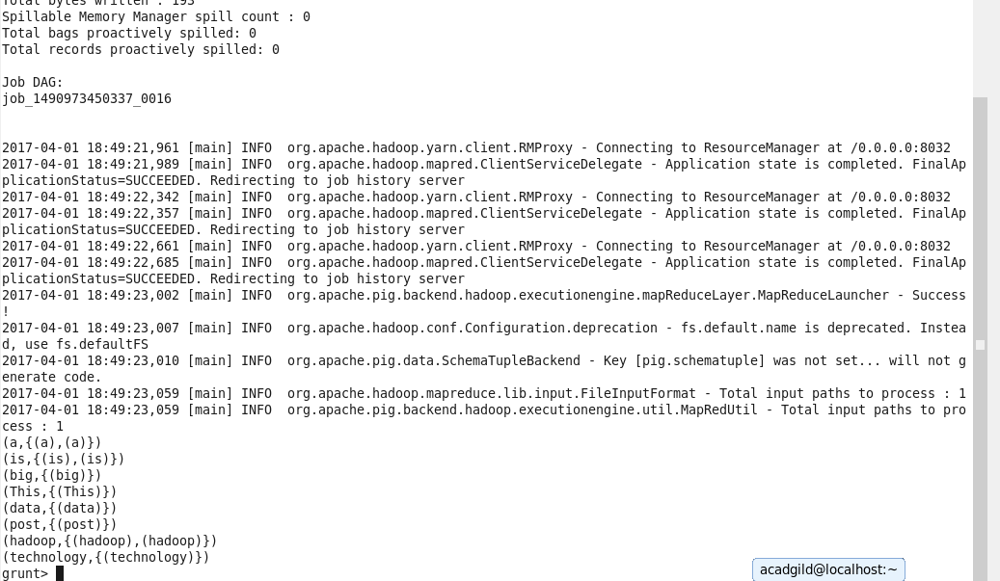 Total bytes written : 193
Spillable Memory Manager spill count : 0
Total bags proactively spilled: 0
Total records proactively spilled: 0
Job DAG:
job_1490973450337_0016
2017-04-01 18:49:21,961 [main] INFO  org.apache.hadoop.yarn.client.RMProxy - Connecting to ResourceManager at /0.0.0.0:8032
2017-04-01 18:49:21,989 [main] INFO  org.apache.hadoop.mapred.ClientServiceDelegate - Application state is completed. FinalAp
plicationStatus=SUCCEEDED. Redirecting to job history server
2017-04-01 18:49:22,342 [main] INFO  org.apache.hadoop.yarn.client.RMProxy - Connecting to ResourceManager at /0.0.0.0:8032
2017-04-01 18:49:22,357 [main] INFO  org.apache.hadoop.mapred.ClientServiceDelegate - Application state is completed. FinalAp
plicationStatus=SUCCEEDED. Redirecting to job history server
2017-04-01 18:49:22,661 [main] INFO  org.apache.hadoop.yarn.client.RMProxy - Connecting to ResourceManager at /0.0.0.0:8032
2017-04-01 18:49:22,685 [main] INFO  org.apache.hadoop.mapred.ClientServiceDelegate - Application state is completed. FinalAp
plicationStatus=SUCCEEDED. Redirecting to job history server
2017-04-01 18:49:23,002 [main] INFO  org.apache.pig.backend.hadoop.executionengine.mapReduceLayer.MapReduceLauncher - Success
!
2017-04-01 18:49:23,007 [main] INFO  org.apache.hadoop.conf.Configuration.deprecation - fs.default.name is deprecated. Instea
d, use fs.defaultFS
2017-04-01 18:49:23,010 [main] INFO  org.apache.pig.data.SchemaTupleBackend - Key [pig.schematuple] was not set... will not g
enerate code.
2017-04-01 18:49:23,059 [main] INFO  org.apache.hadoop.mapreduce.lib.input.FileInputFormat - Total input paths to process : 1
2017-04-01 18:49:23,059 [main] INFO  org.apache.pig.backend.hadoop.executionengine.util.MapRedUtil - Total input paths to pro
cess : 1
(a,{(a),(a)})
(is,{(is),(is)})
(big,{(big)})
(This,{(This)})
(data,{(data)})
(post,{(post)})
(hadoop,{(hadoop),(hadoop)})
(technology,{(technology)})
grunt>
acadgild@localhost:~